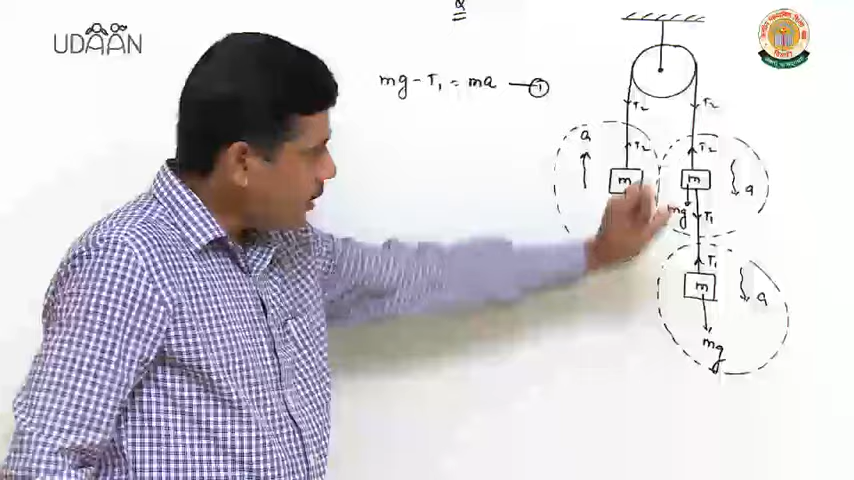 Q
UDAAN
mg - T₁ = ma — ①
T₂ T₂
a T₂ T₂
m m a
mg T₁
T₁
m a
mg